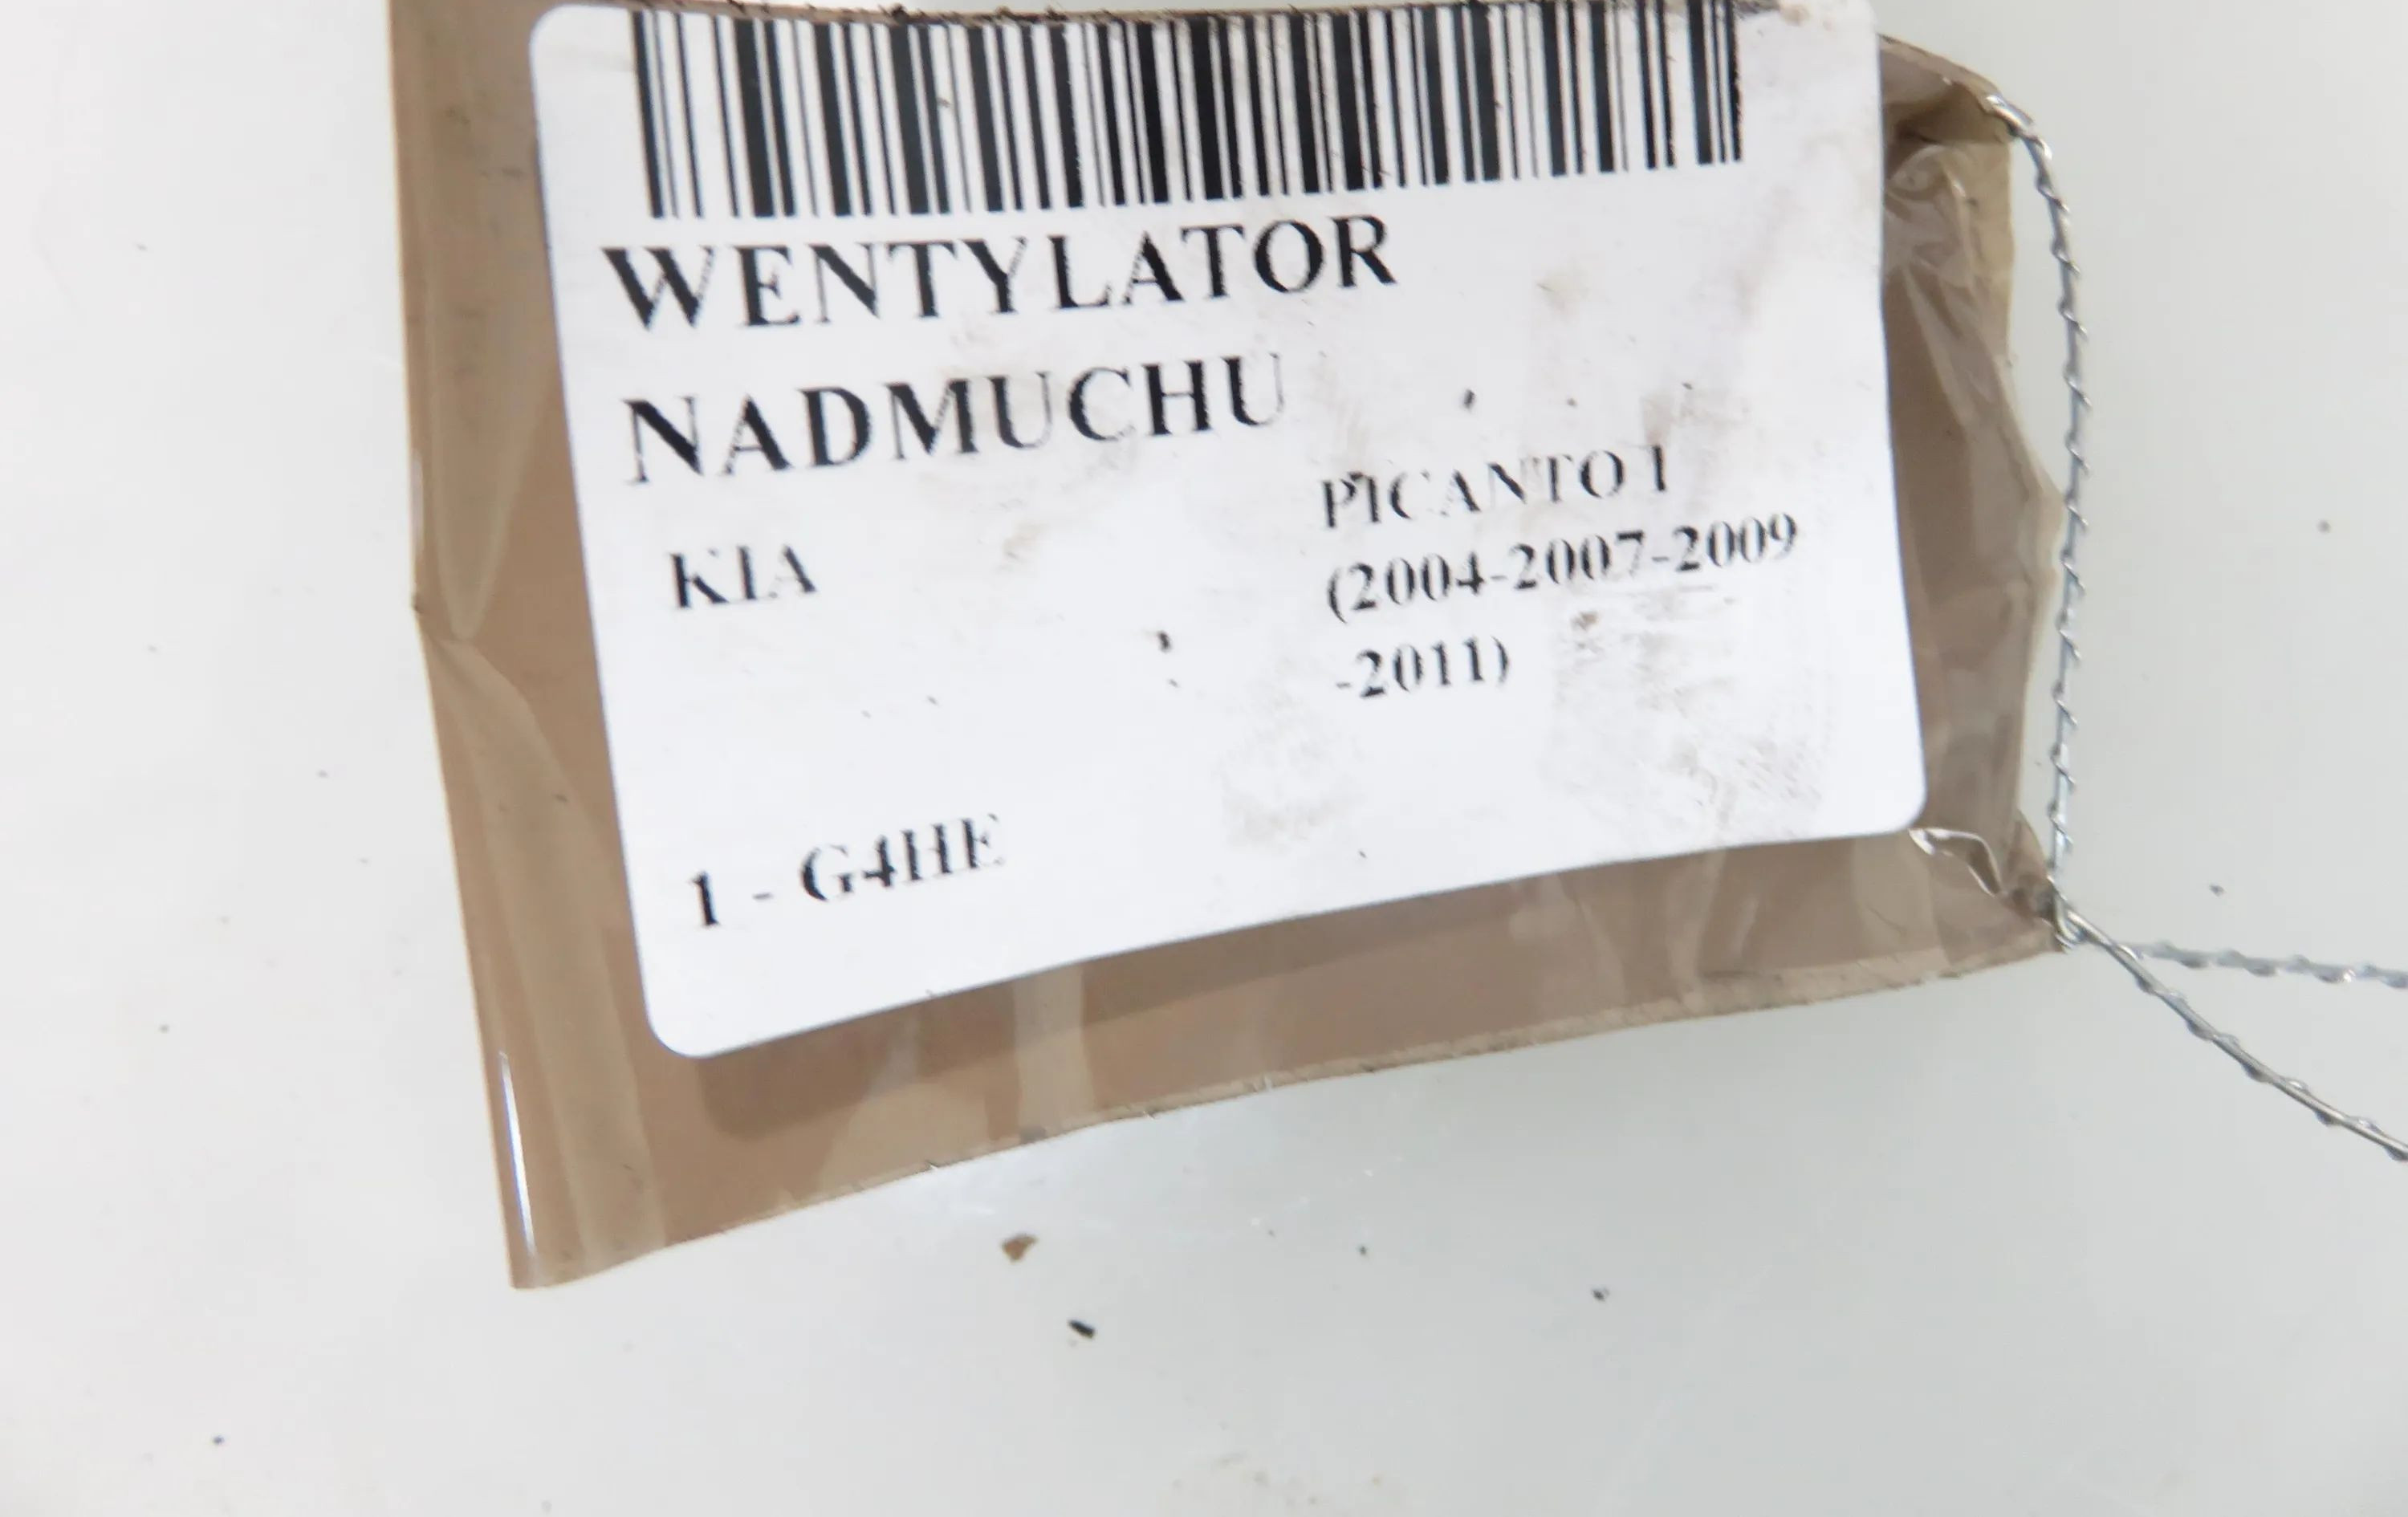 WENTYLATOR
NADMUCHU
KIA
PICANTO I
(2004-2007-2009
-2011)
1 - G4HE